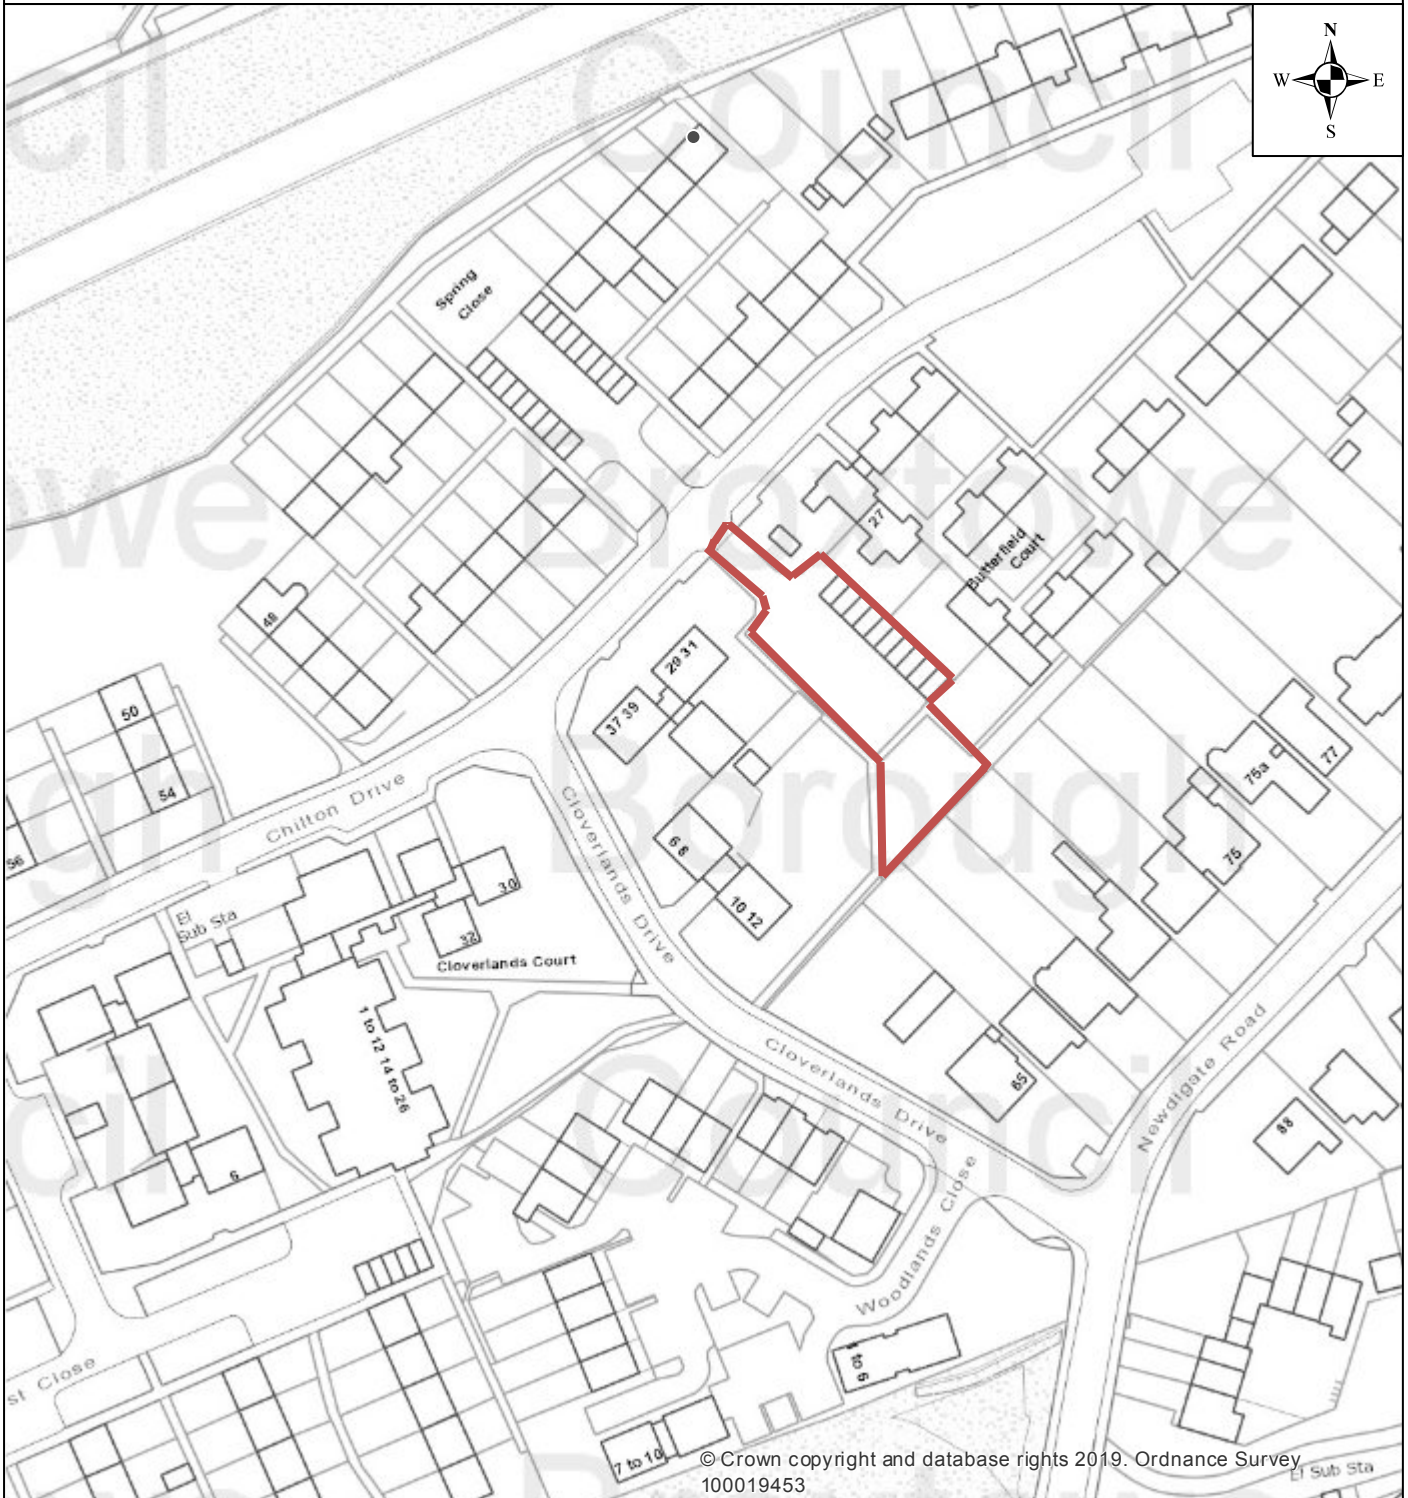 N
W E
S
Council
Spring
Close
Broxtowe
27
Butterfield
Court
48
29 31
37 39
50
54
56
77
75a
75
Borough
Chilton Drive
Cloverlands Drive
6 8
10 12
30
32
El
Sub Sta
Cloverlands Court
1 to 12 14 to 26
Cloverlands Drive
65
Newdigate Road
88
Council
6
Woodlands Close
1 to 6
st Close
7 to 10
© Crown copyright and database rights 2019. Ordnance Survey
100019453
El Sub Sta